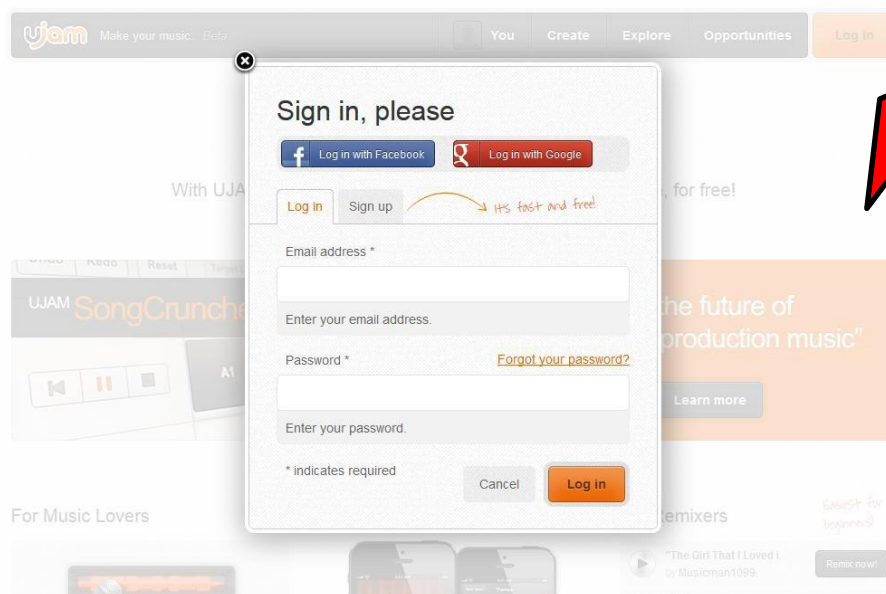 ujam Make your music. Beta You Create Explore Opportunities Log in
Sign in, please
f Log in with Facebook g Log in with Google
With UJA , for free!
Log in Sign up It's fast and free!
Email address *
Undo Redo Reset
UJAM SongCrunche
Enter your email address.
the future of
production music”
Password * Forgot your password?
A1
Learn more
Enter your password.
* indicates required
Cancel Log in
For Music Lovers
emixers
Easiest for
beginners!
"The Girl That I Loved i
by Musicman1099
Remix now!